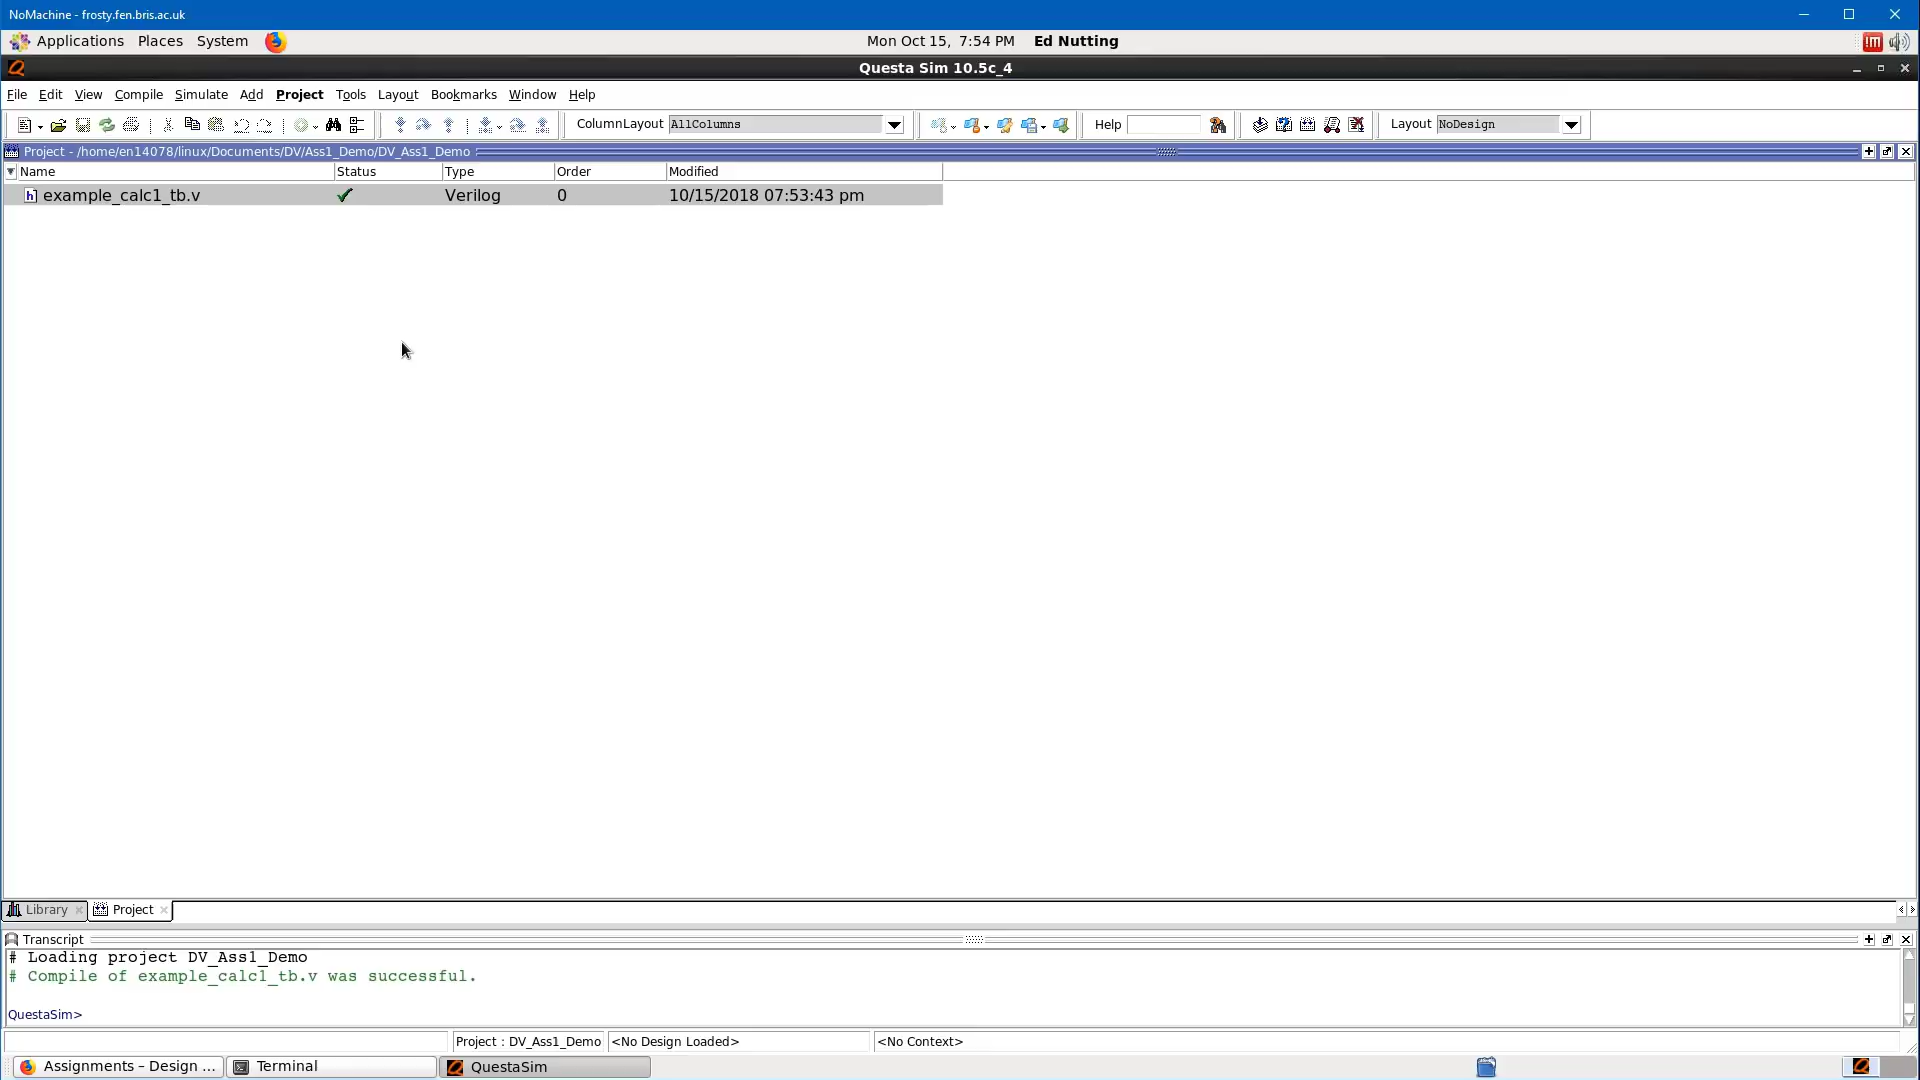 NoMachine - frosty.fen.bris.ac.uk
Applications Places System Mon Oct 15, 7:54 PM Ed Nutting
Questa Sim 10.5c_4
File Edit View Compile Simulate Add Project Tools Layout Bookmarks Window Help
ColumnLayout AllColumns Help Layout NoDesign
Project - /home/en14078/linux/Documents/DV/Ass1_Demo/DV_Ass1_Demo
Name Status Type Order Modified
example_calc1_tb.v Verilog 0 10/15/2018 07:53:43 pm
Library Project
Transcript
# Loading project DV_Ass1_Demo
# Compile of example_calc1_tb.v was successful.
QuestaSim>
Project : DV_Ass1_Demo <No Design Loaded> <No Context>
Assignments – Design ... Terminal QuestaSim